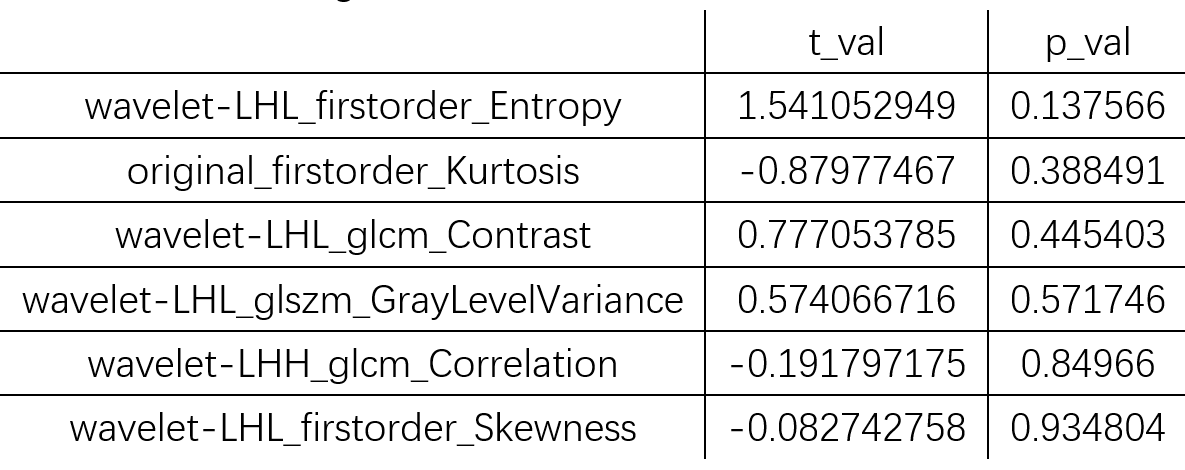 t_val p_val
wavelet-LHL_firstorder_Entropy 1.541052949 0.137566
original_firstorder_Kurtosis -0.87977467 0.388491
wavelet-LHL_glcm_Contrast 0.777053785 0.445403
wavelet-LHL_glszm_GrayLevelVariance 0.574066716 0.571746
wavelet-LHH_glcm_Correlation -0.191797175 0.84966
wavelet-LHL_firstorder_Skewness -0.082742758 0.934804